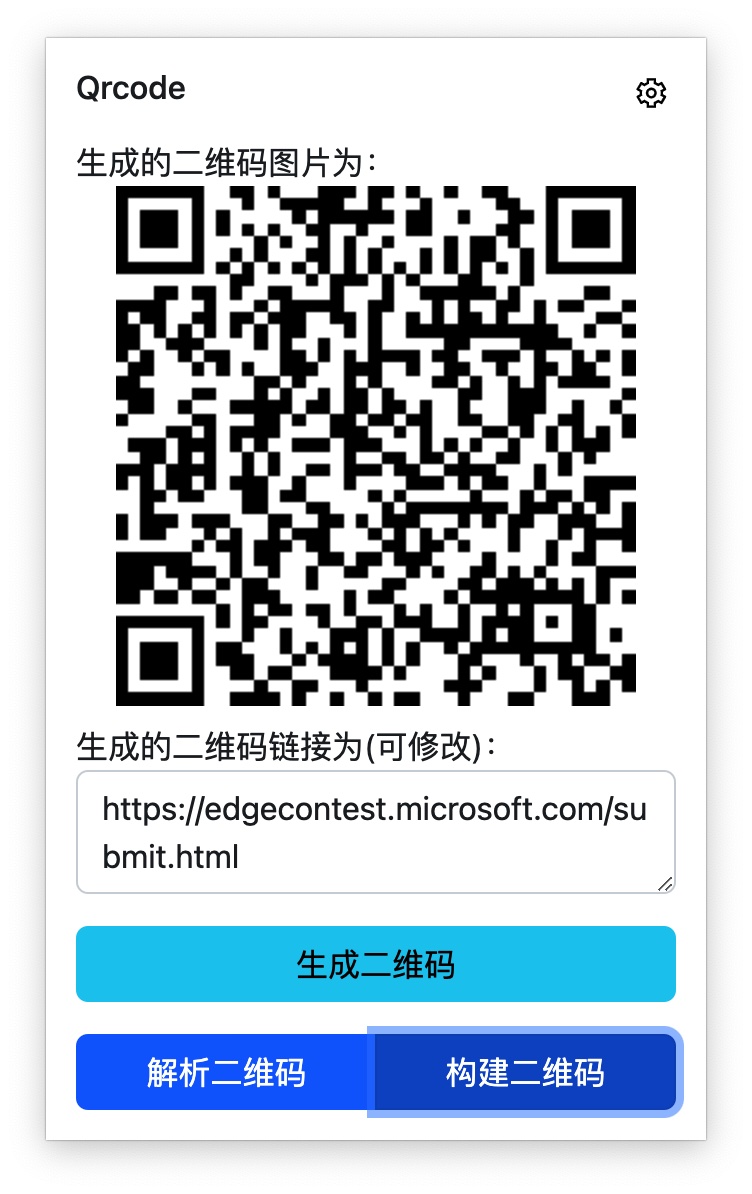 Qrcode
生成的二维码图片为：
生成的二维码链接为(可修改)：
https://edgecontest.microsoft.com/su
bmit.html
生成二维码
解析二维码
构建二维码